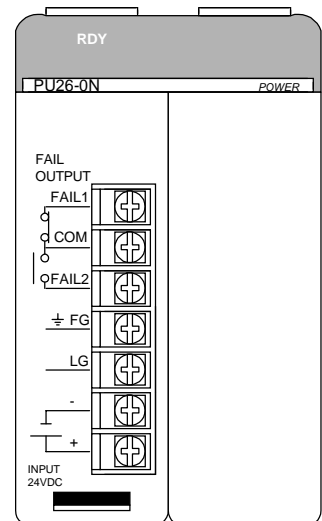 RDY
PU26-0N POWER
FAIL
OUTPUT
FAIL1
COM
FAIL2
FG
LG
-
+
INPUT
24VDC